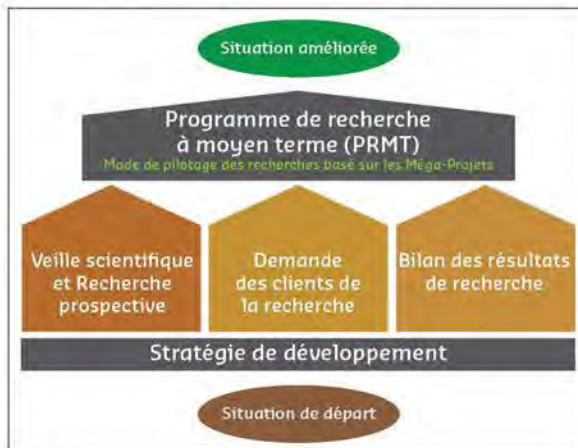 Situation améliorée
Programme de recherche
à moyen terme (PRMT)
Mode de pilotage des recherches basé sur les Méga-Projets
Veille scientifique
et Recherche
prospective
Demande
des clients de
la recherche
Bilan des résultats
de recherche
Stratégie de développement
Situation de départ